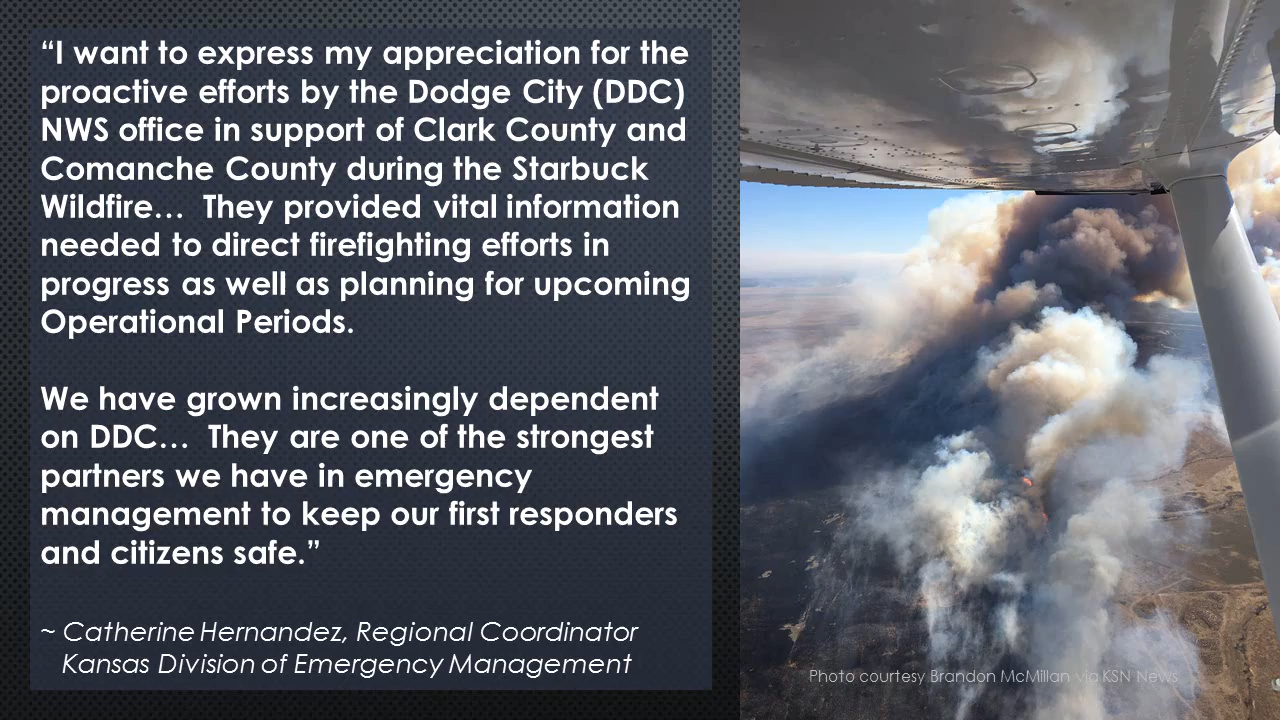 “I want to express my appreciation for the
proactive efforts by the Dodge City (DDC)
NWS office in support of Clark County and
Comanche County during the Starbuck
Wildfire…  They provided vital information
needed to direct firefighting efforts in
progress as well as planning for upcoming
Operational Periods.

We have grown increasingly dependent
on DDC…  They are one of the strongest
partners we have in emergency
management to keep our first responders
and citizens safe.”

~ Catherine Hernandez, Regional Coordinator
Kansas Division of Emergency Management
Photo courtesy Brandon McMillan via KSN News